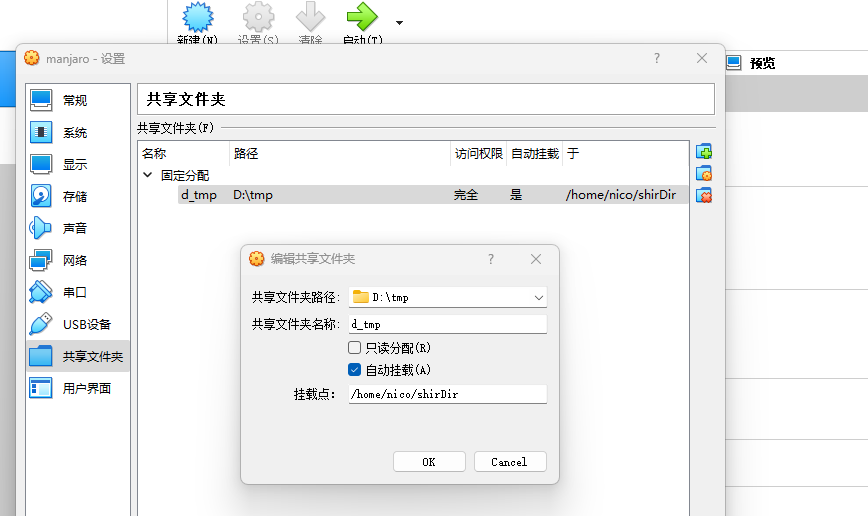 新建(N)
设置(S)
清除
启动(T)
manjaro - 设置
?
预览
常规
系统
显示
存储
声音
网络
串口
USB设备
共享文件夹
用户界面
共享文件夹
共享文件夹(F)
名称 路径 访问权限 自动挂载 于
固定分配
d_tmp D:\tmp 完全 是 /home/nico/shirDir
编辑共享文件夹
?
共享文件夹路径: D:\tmp
共享文件夹名称: d_tmp
只读分配(R)
自动挂载(A)
挂载点: /home/nico/shirDir
OK
Cancel